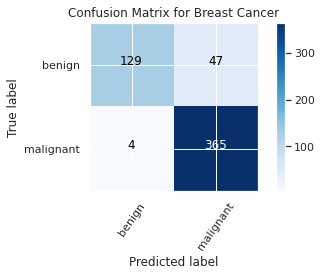 Confusion Matrix for Breast Cancer
benign
129
47
malignant
4
365
True label
benign
malignant
Predicted label
300
200
100